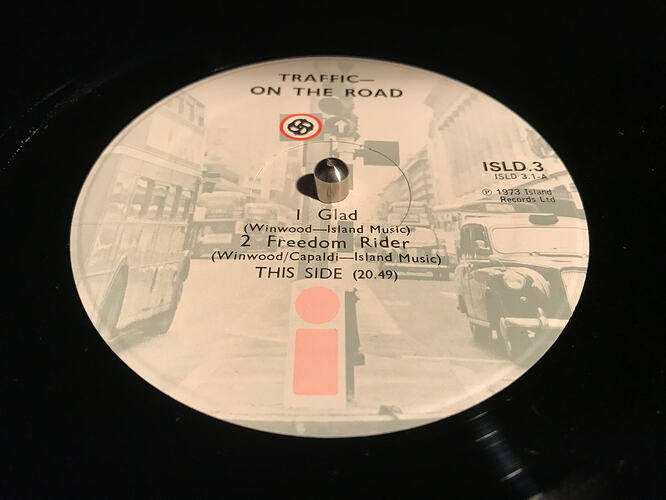 TRAFFIC—
ON THE ROAD
ISLD.3
ISLD 3.1-A
℗ 1973 Island
Records Ltd
1 Glad
(Winwood—Island Music)
2 Freedom Rider
(Winwood/Capaldi—Island Music)
THIS SIDE (20.49)
i